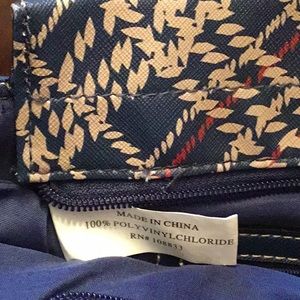 MADE IN CHINA
100% POLYVINYLCHLORIDE
RN# 108833